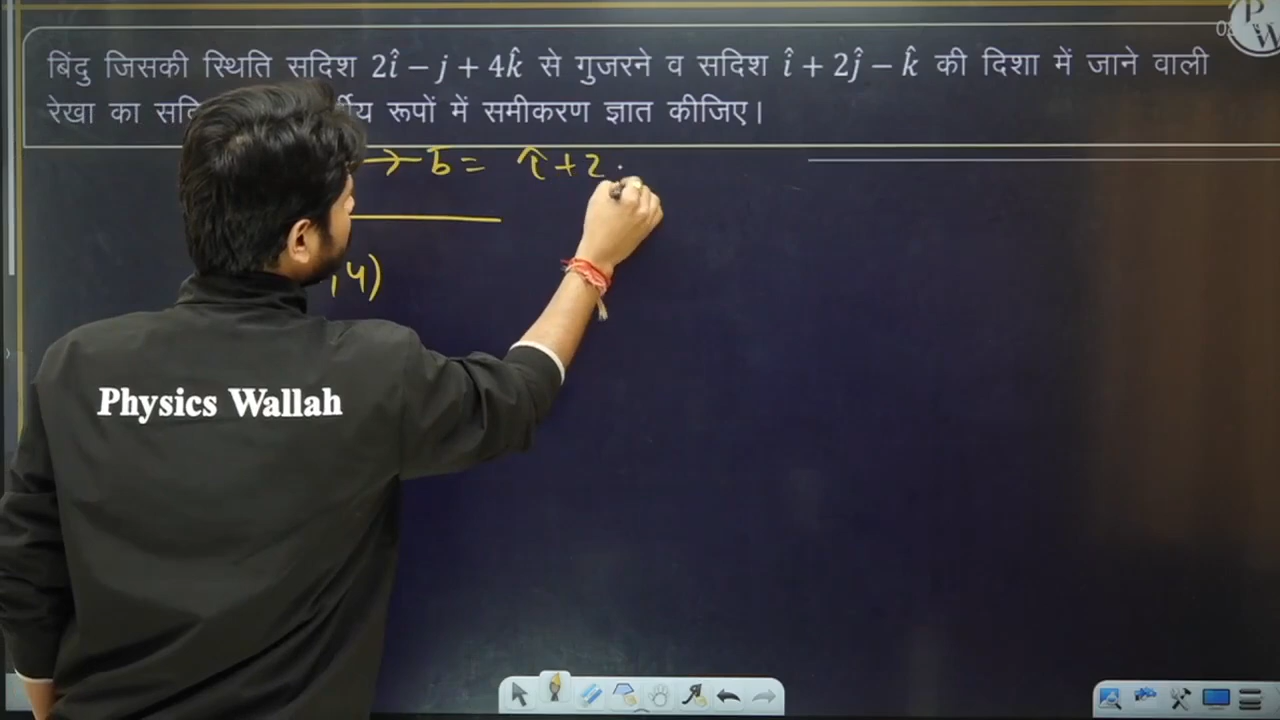 बिंदु जिसकी स्थिति सदिश 2î − j + 4k̂ से गुजरने व सदिश î + 2ĵ − k̂ की दिशा में जाने वाली
रेखा का रूपों में समीकरण ज्ञात कीजिए।
→ b̄ = î + 2
, 4)
Physics Wallah